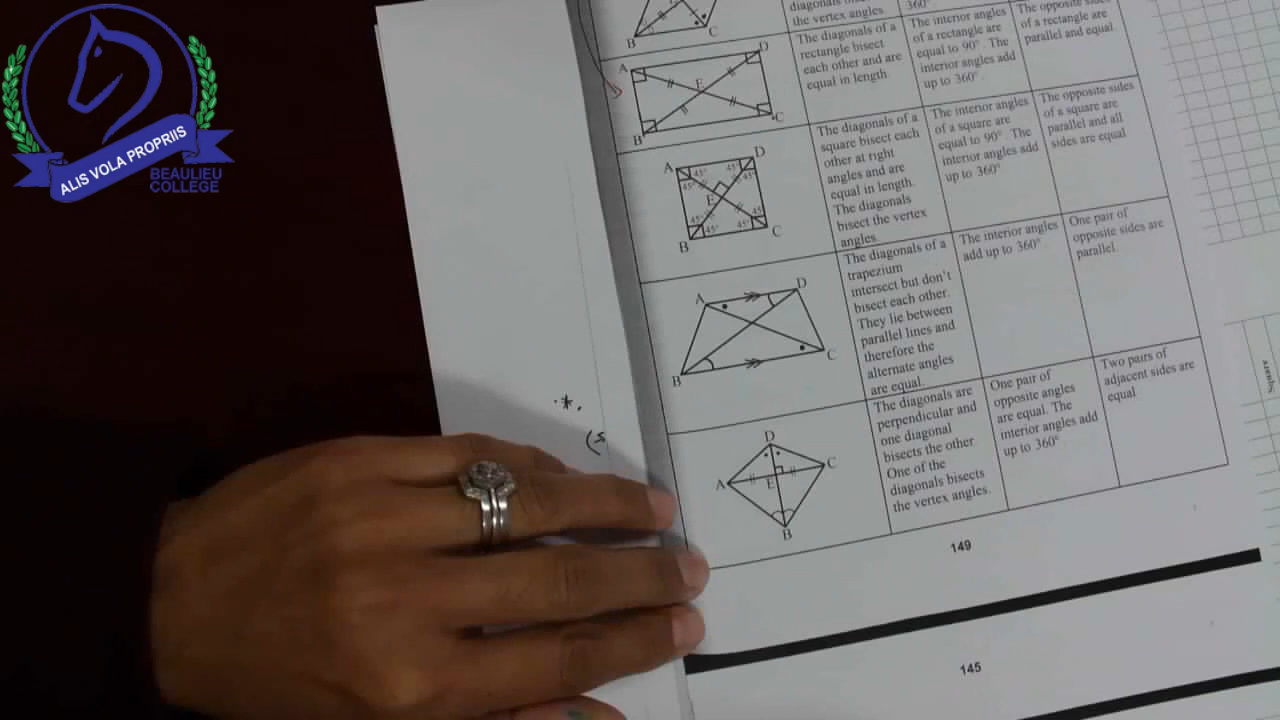 ALIS VOLA PROPRIIS
BEAULIEU
COLLEGE
the vertex angles.
360°
The opposite sides
of a rectangle are
parallel and equal.
B
C
The diagonals of a
rectangle bisect
each other and are
equal in length
The interior angles
of a rectangle are
equal to 90°. The
interior angles add
up to 360°.
A
D
E
B
C
The diagonals of a
square bisect each
other at right
angles and are
equal in length.
The diagonals
bisect the vertex
angles.
The interior angles
of a square are
equal to 90°. The
interior angles add
up to 360°
The opposite sides
of a square are
parallel and all
sides are equal
A
D
45°
45°
45°
45°
E
45°
45°
45°
45
B
C
The diagonals of a
trapezium
intersect but don't
bisect each other.
They lie between
parallel lines and
therefore the
alternate angles
are equal.
The interior angles
add up to 360°
One pair of
opposite sides are
parallel.
A
D
B
C
The diagonals are
perpendicular and
one diagonal
bisects the other.
One of the
diagonals bisects
the vertex angles.
One pair of
opposite angles
are equal. The
interior angles add
up to 360°
Two pairs of
adjacent sides are
equal
D
C
A
E
B
149
145